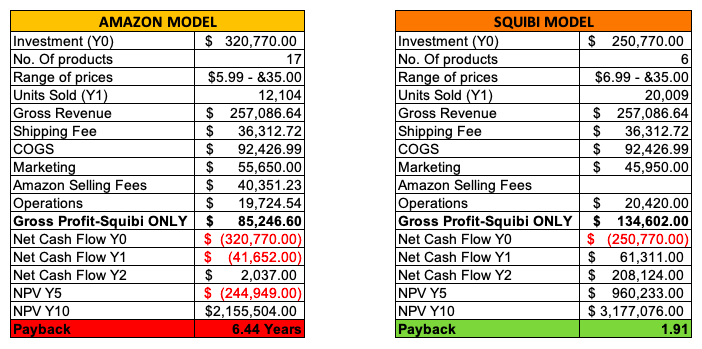 AMAZON MODEL
Investment (Y0) $ 320,770.00
No. Of products 17
Range of prices $5.99 - &35.00
Units Sold (Y1) 12,104
Gross Revenue $ 257,086.64
Shipping Fee $ 36,312.72
COGS $ 92,426.99
Marketing $ 55,650.00
Amazon Selling Fees $ 40,351.23
Operations $ 19,724.54
Gross Profit-Squibi ONLY $ 85,246.60
Net Cash Flow Y0 $ (320,770.00)
Net Cash Flow Y1 $ (41,652.00)
Net Cash Flow Y2 $ 2,037.00
NPV Y5 $ (244,949.00)
NPV Y10 $2,155,504.00
Payback 6.44 Years
SQUIBI MODEL
Investment (Y0) $ 250,770.00
No. Of products 6
Range of prices $6.99 - &35.00
Units Sold (Y1) 20,009
Gross Revenue $ 257,086.64
Shipping Fee $ 36,312.72
COGS $ 92,426.99
Marketing $ 45,950.00
Amazon Selling Fees
Operations $ 20,420.00
Gross Profit-Squibi ONLY $ 134,602.00
Net Cash Flow Y0 $ (250,770.00)
Net Cash Flow Y1 $ 61,311.00
Net Cash Flow Y2 $ 208,124.00
NPV Y5 $ 960,233.00
NPV Y10 $ 3,177,076.00
Payback 1.91